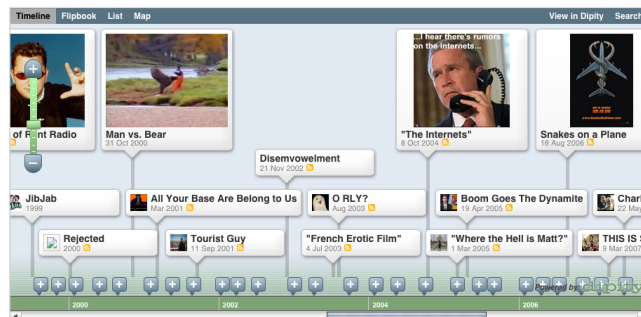 Timeline Flipbook List Map View in Dipity Search
...I hear there's rumors
on the Internets...
of
Radio
Man vs. Bear
31 Oct 2000
"The Internets"
8 Oct 2004
Snakes on a Plane
18 Aug 2006
Disemvowelment
21 Nov 2002
JibJab
1999
All Your Base Are Belong to Us
Mar 2001
O RLY?
Aug 2003
Boom Goes The Dynamite
19 Apr 2005
Charl
22 May
Rejected
2000
Tourist Guy
11 Sep 2001
"French Erotic Film"
4 Jul 2003
"Where the Hell is Matt?"
1 Mar 2005
THIS IS S
9 Mar 2007
Powered by: dipity
2000 2002 2004 2006